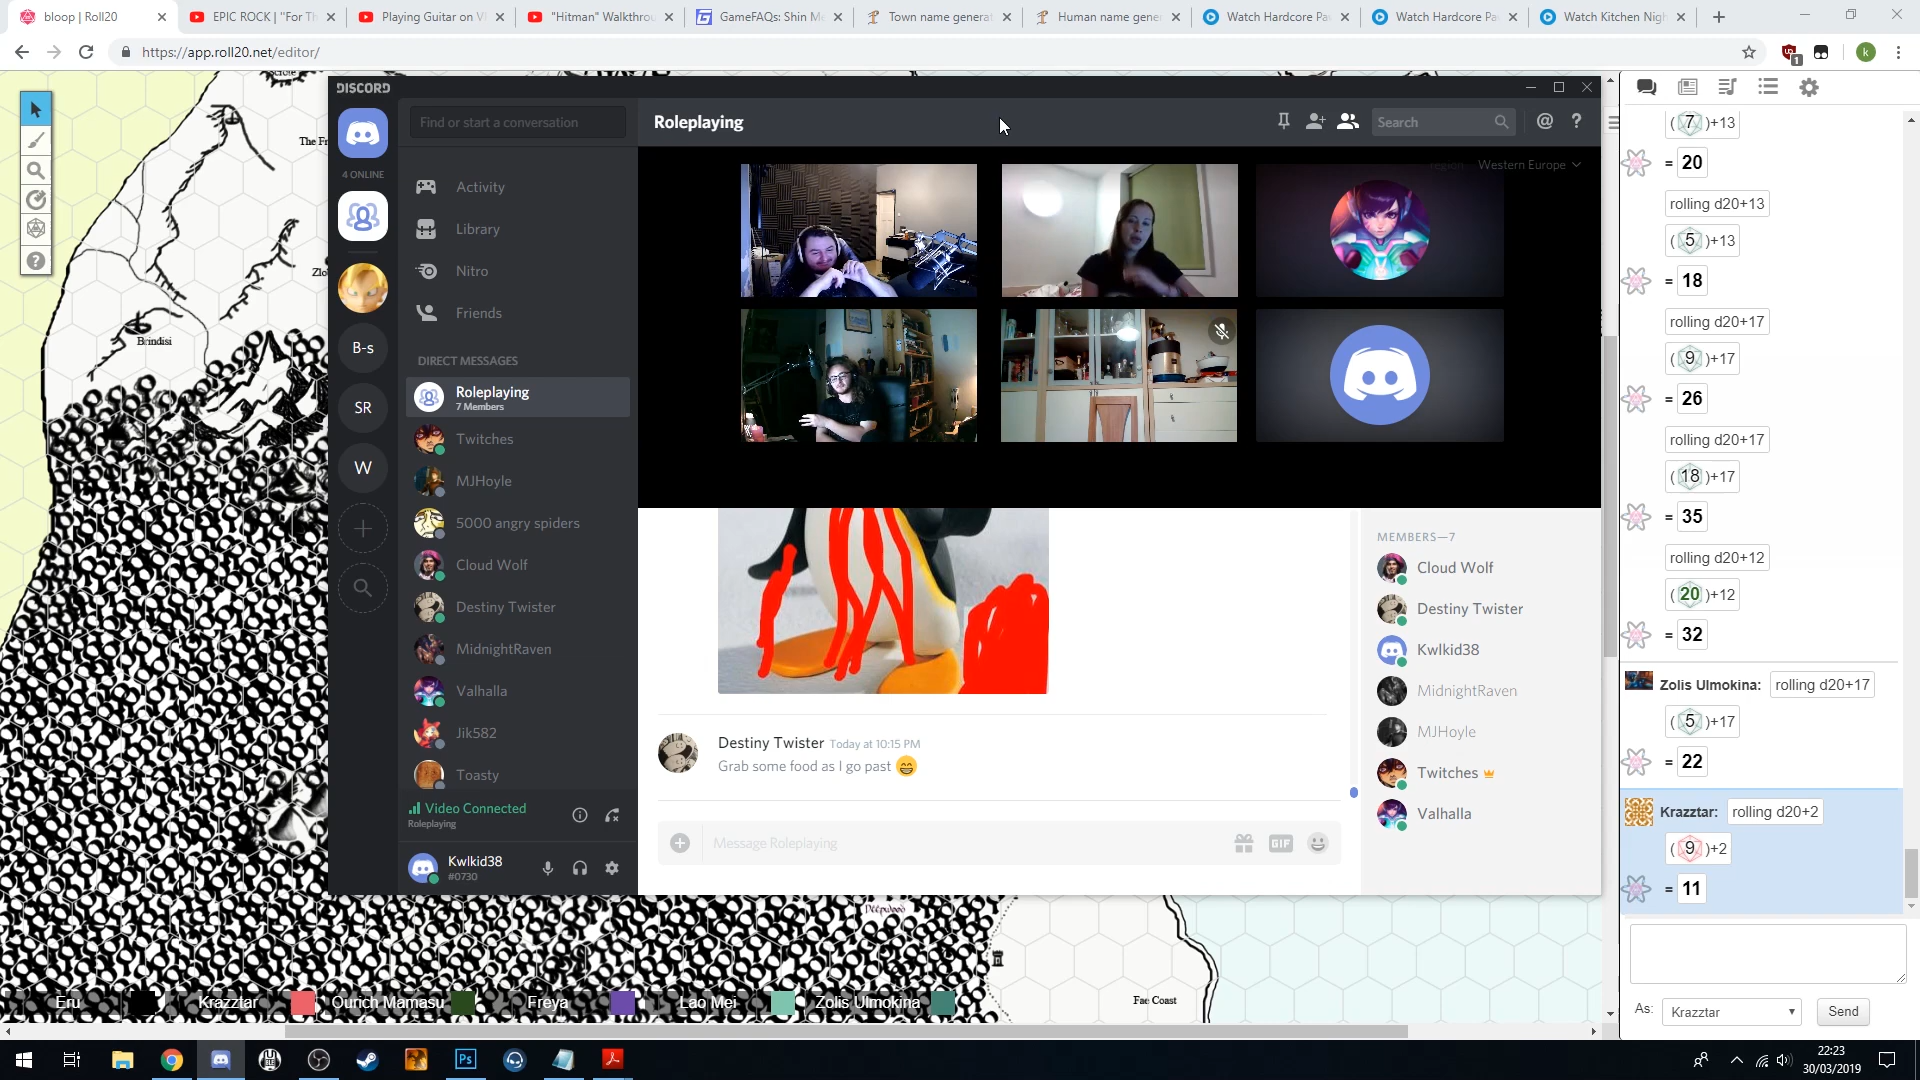 bloop | Roll20
EPIC ROCK | "For Th
Playing Guitar on V
"Hitman" Walkthrou
GameFAQs: Shin M
Town name generat
Human name gene
Watch Hardcore Pa
Watch Hardcore Pa
Watch Kitchen Nigh
https://app.roll20.net/editor/
k
1
DISCORD
Find or start a conversation
Roleplaying
Search
region
Western Europe
4 ONLINE
Activity
Library
Nitro
Friends
B-s
SR
W
DIRECT MESSAGES
Roleplaying
7 Members
Twitches
MJHoyle
5000 angry spiders
Cloud Wolf
Destiny Twister
MidnightRaven
Valhalla
Jik582
Toasty
Video Connected
Roleplaying
Kwlkid38
#0730
Destiny Twister Today at 10:15 PM
Grab some food as I go past
Message Roleplaying
GIF
MEMBERS—7
Cloud Wolf
Destiny Twister
Kwlkid38
MidnightRaven
MJHoyle
Twitches
Valhalla
(7)+13
= 20
rolling d20+13
(5)+13
= 18
rolling d20+17
(9)+17
= 26
rolling d20+17
(18)+17
= 35
rolling d20+12
(20)+12
= 32
Zolis Ulmokina: rolling d20+17
(5)+17
= 22
Krazztar: rolling d20+2
(9)+2
= 11
As: Krazztar
Send
The Fr
Zlo
Brindisi
Deepwood
Fae Coast
Eru
Krazztar
Ourich Mamasu
Freya
Lao Mei
Zolis Ulmokina
Ps
22:23
30/03/2019